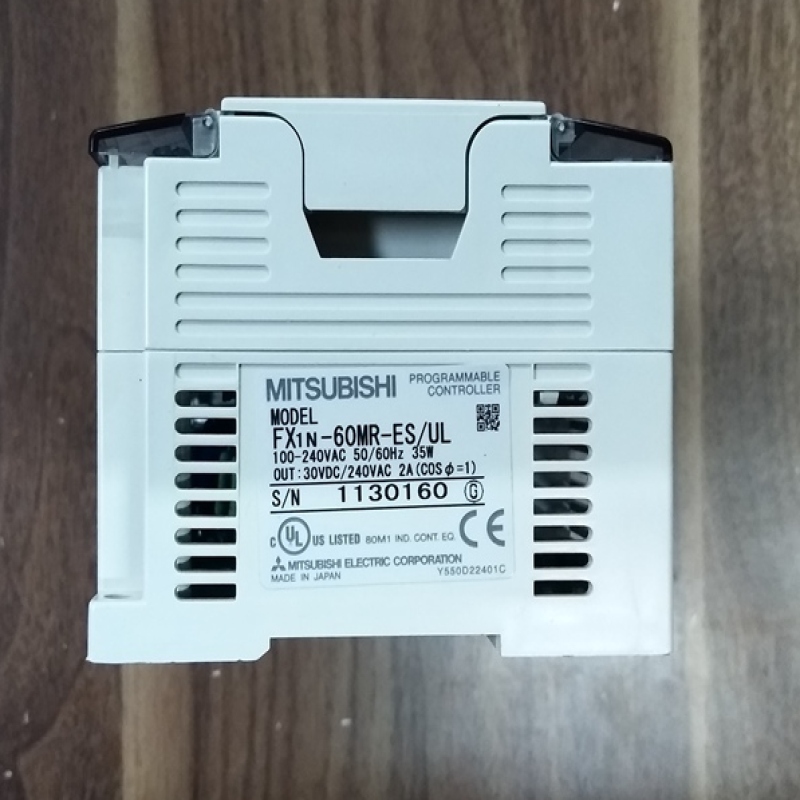 MITSUBISHI PROGRAMMABLE CONTROLLER
MODEL
FX1N-60MR-ES/UL
100-240VAC 50/60Hz 35W
OUT:30VDC/240VAC 2A(COSφ=1)
S/N 1130160 G
C UL US LISTED 80M1 IND. CONT. EQ. CE
MITSUBISHI ELECTRIC CORPORATION
MADE IN JAPAN Y550D22401C